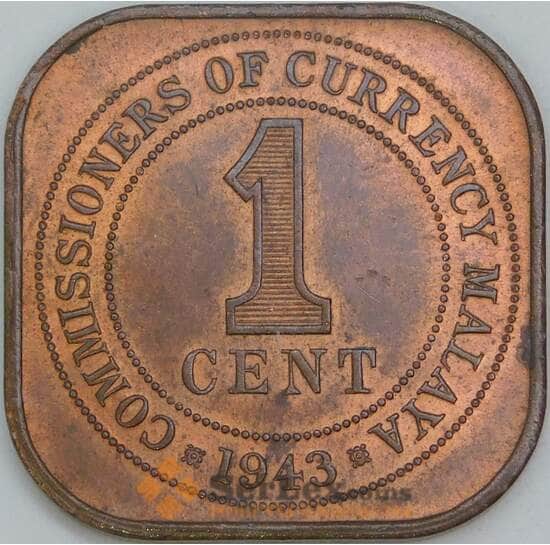 COMMISSIONERS OF CURRENCY MALAYA
1
CENT
1943